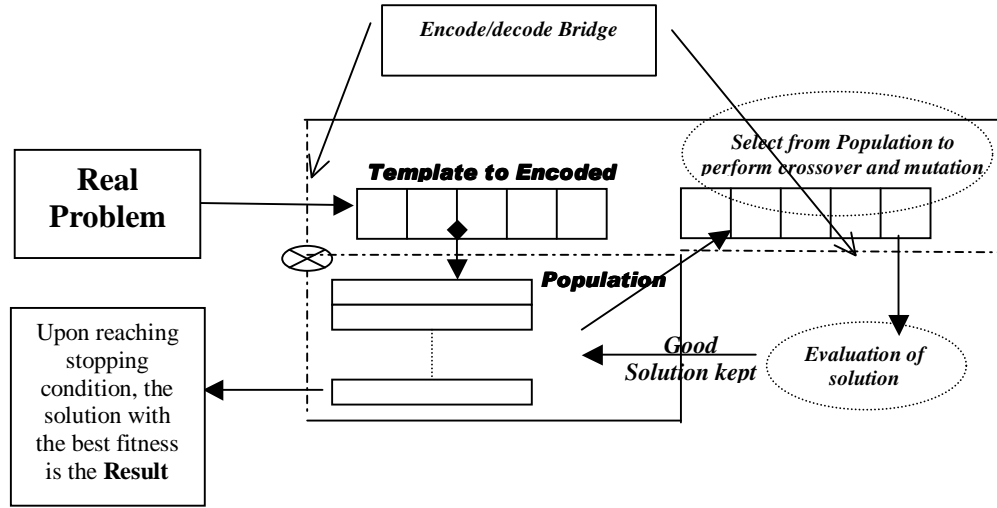 Encode/decode Bridge
Select from Population to
perform crossover and mutation
Real
Problem
Template to Encoded
Population
Upon reaching
stopping
condition, the
solution with
the best fitness
is the Result
Good
Solution kept
Evaluation of
solution